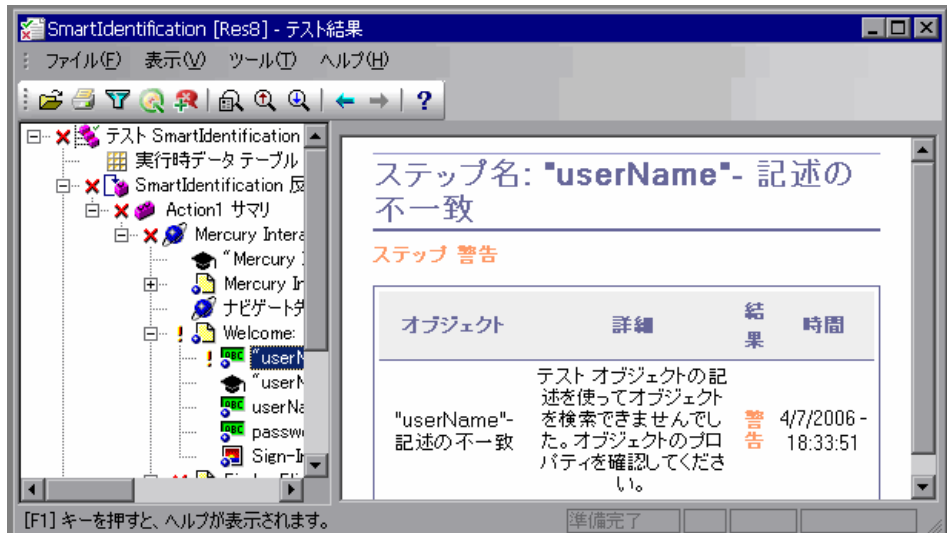 SmartIdentification [Res8] - テスト結果
ファイル(F) 表示(V) ツール(T) ヘルプ(H)
テスト SmartIdentification
実行時データ テーブル
SmartIdentification 反
Action1 サマリ
Mercury Intera
"Mercury
Mercury In
ナビゲート
Welcome:
"userN
"userN
userNa
passw
Sign-In
ステップ名: "userName"- 記述の
不一致
ステップ 警告
オブジェクト 詳細 結果 時間
"userName"-
記述の不一致
テスト オブジェクトの記
述を使ってオブジェクト
を検索できませんでし
た。オブジェクトのプロ
パティを確認してくださ
い。
警告
4/7/2006 -
18:33:51
[F1] キーを押すと、ヘルプが表示されます。
準備完了